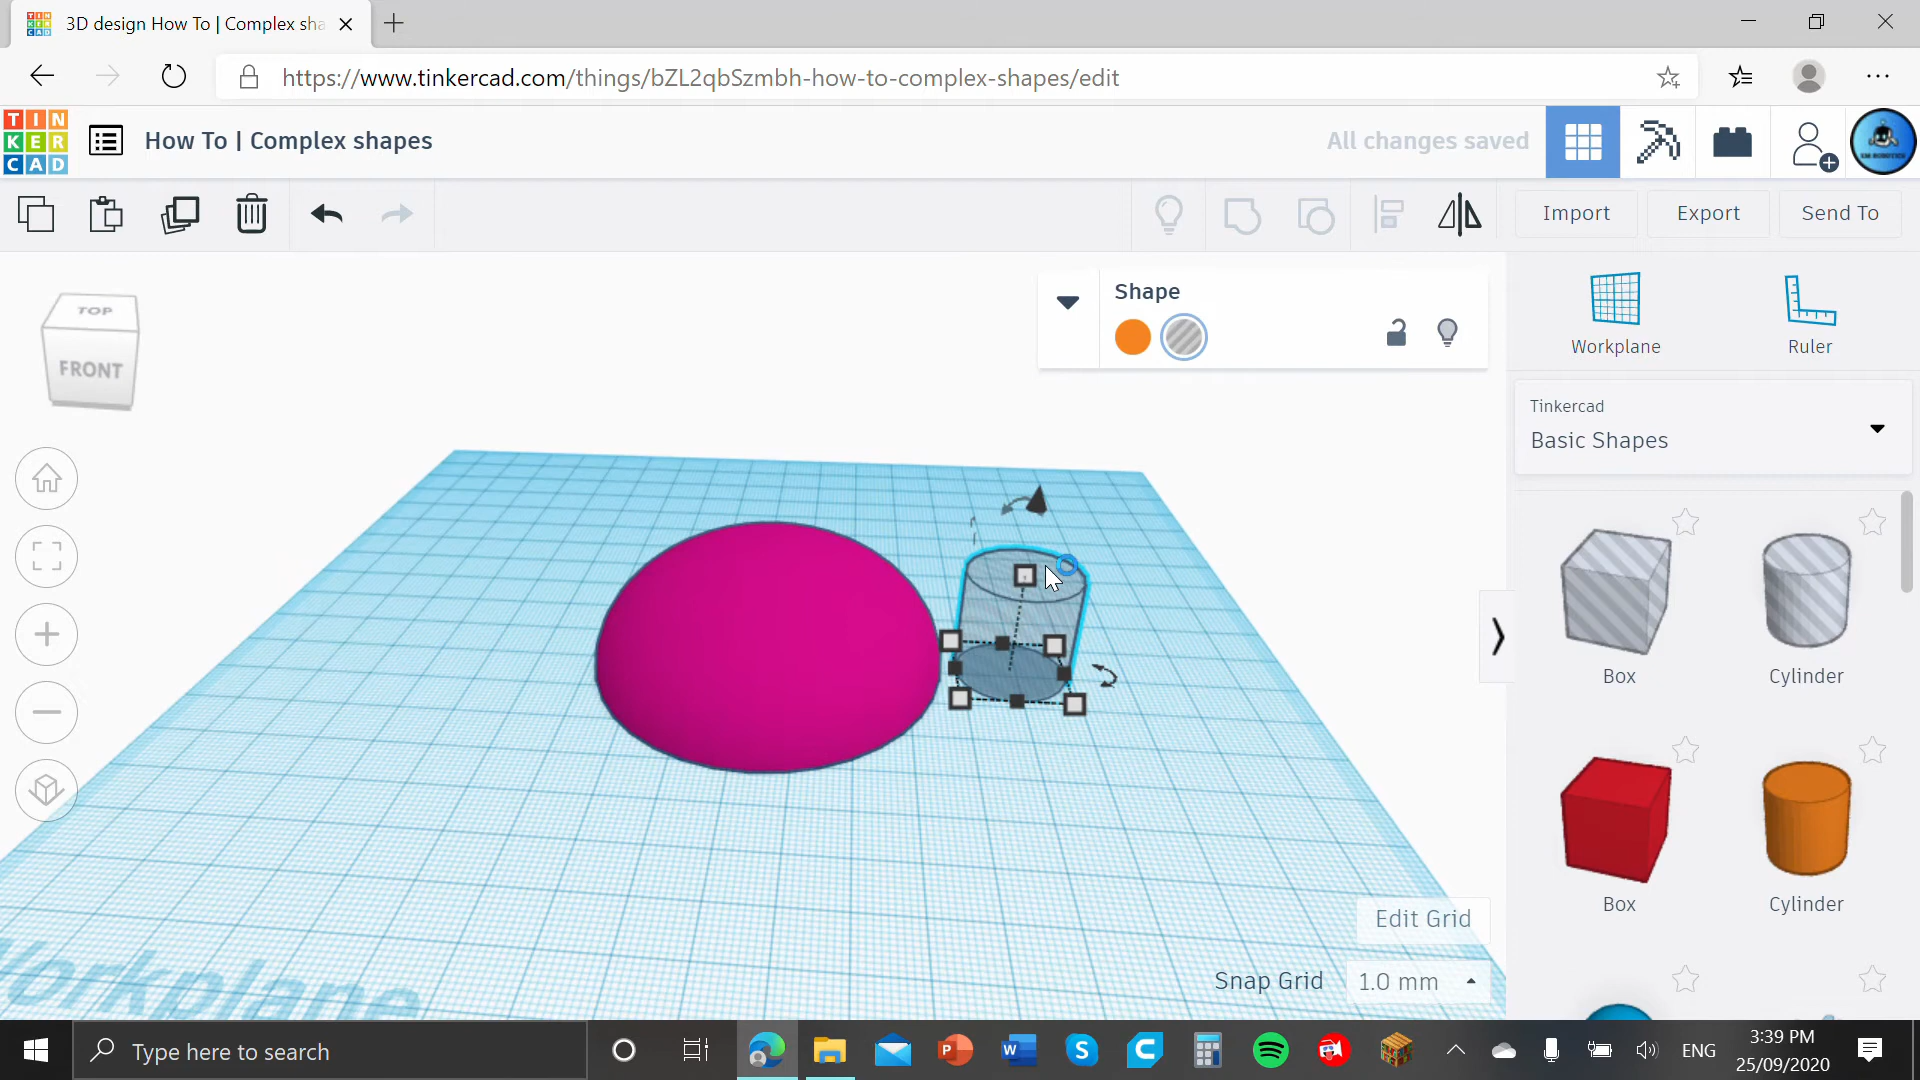 3D design How To | Complex sha
https://www.tinkercad.com/things/bZL2qbSzmbh-how-to-complex-shapes/edit
TIN
KER
CAD
How To | Complex shapes
All changes saved
Import
Export
Send To
TOP
FRONT
Shape
Workplane
Ruler
Tinkercad
Basic Shapes
Box
Cylinder
Box
Cylinder
Workplane
Edit Grid
Snap Grid
1.0 mm
Type here to search
ENG
3:39 PM
25/09/2020